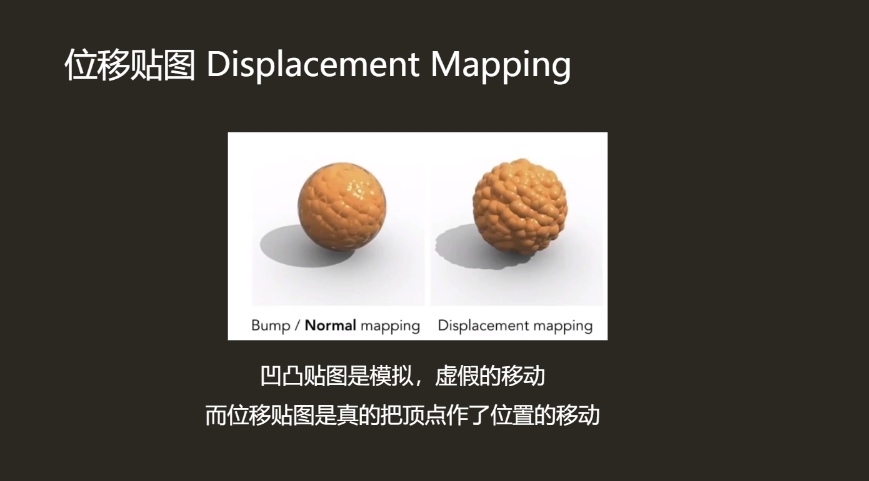 位移贴图 Displacement Mapping
Bump / Normal mapping
Displacement mapping
凹凸贴图是模拟，虚假的移动
而位移贴图是真的把顶点作了位置的移动